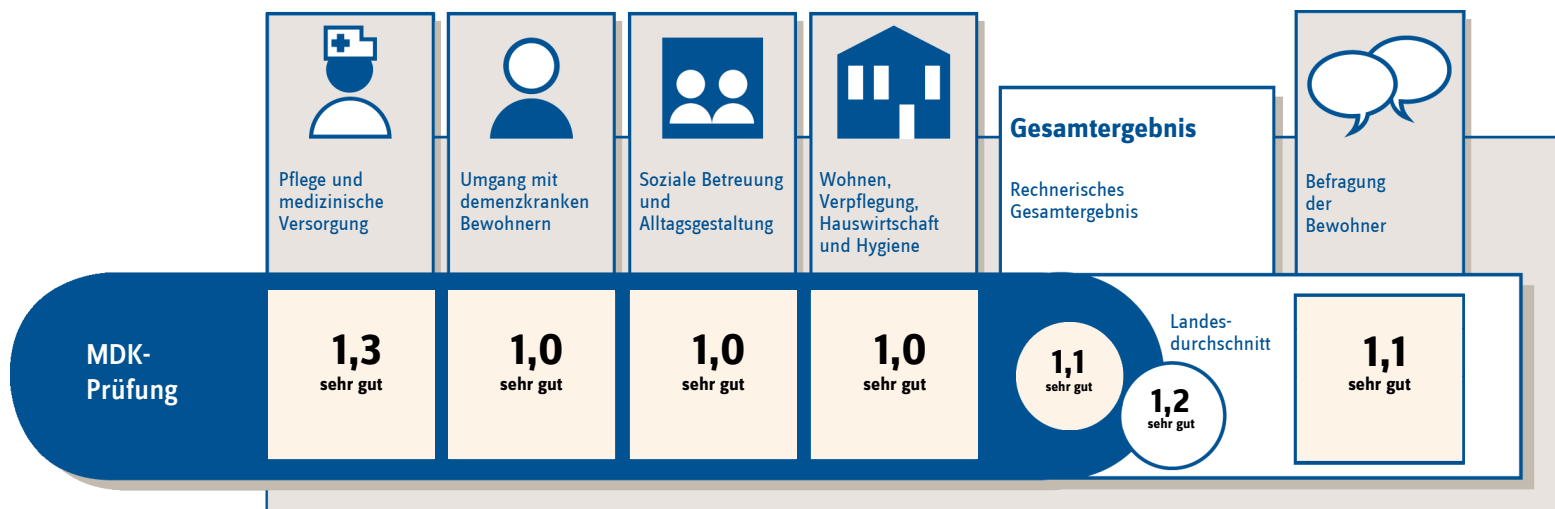 Pflege und
medizinische
Versorgung
Umgang mit
demenzkranken
Bewohnern
Soziale Betreuung
und
Alltagsgestaltung
Wohnen,
Verpflegung,
Hauswirtschaft
und Hygiene
Gesamtergebnis
Rechnerisches
Gesamtergebnis
Befragung
der
Bewohner
MDK-
Prüfung
1,3
sehr gut
1,0
sehr gut
1,0
sehr gut
1,0
sehr gut
1,1
sehr gut
Landes-
durchschnitt
1,2
sehr gut
1,1
sehr gut